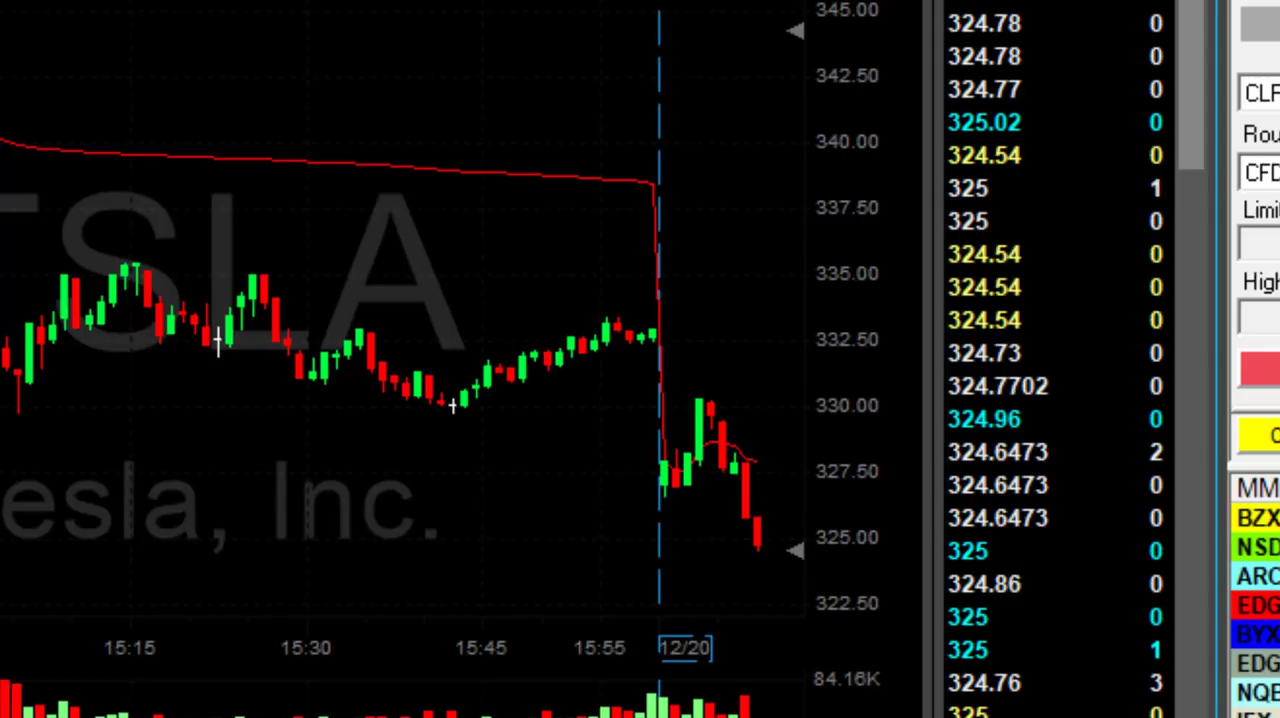 TSLA
Tesla, Inc.
345.00
342.50
340.00
337.50
335.00
332.50
330.00
327.50
325.00
322.50
15:15 15:30 15:45 15:55 12/20
84.16K
324.78 0
324.78 0
324.77 0
325.02 0
324.54 0
325 1
325 0
324.54 0
324.54 0
324.54 0
324.73 0
324.7702 0
324.96 0
324.6473 2
324.6473 0
324.6473 0
325 0
324.86 0
325 0
325 1
324.76 3
325 0
CLF
Rou
CFD
Limi
High
MM
BZX
NSD
ARC
EDG
BYX
EDG
NQE
IEX